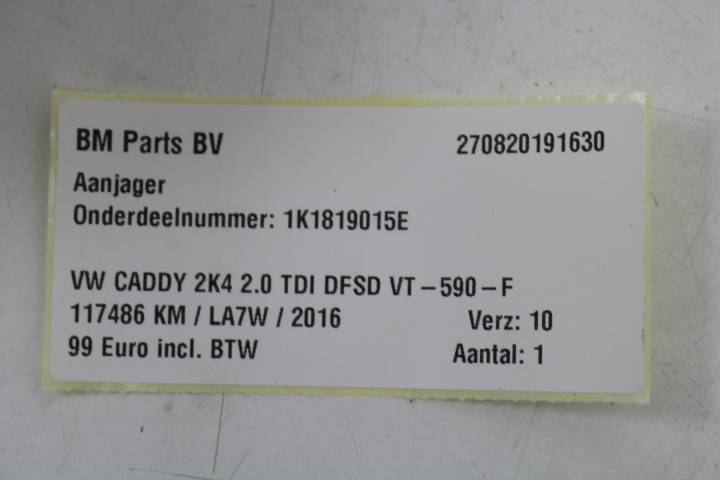 BM Parts BV 270820191630
Aanjager
Onderdeelnummer: 1K1819015E
VW CADDY 2K4 2.0 TDI DFSD VT-590-F
117486 KM / LA7W / 2016 Verz: 10
99 Euro incl. BTW Aantal: 1